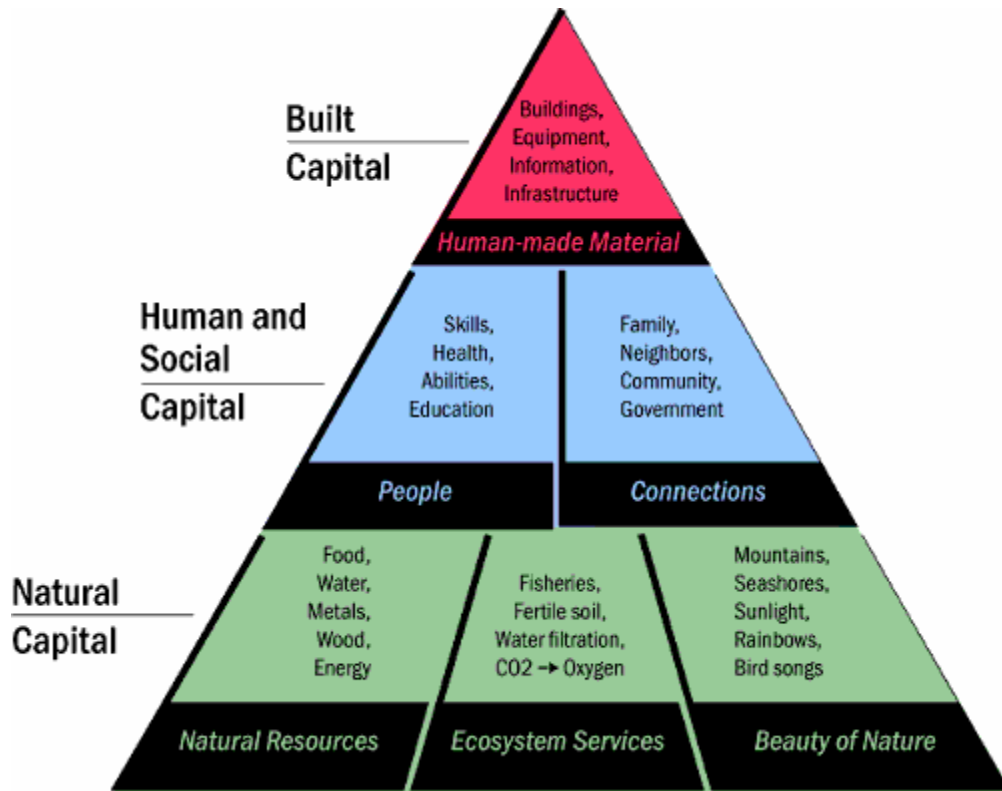 Built
Capital
Buildings,
Equipment,
Information,
Infrastructure
Human-made Material
Human and
Social
Capital
Skills,
Health,
Abilities,
Education
People
Family,
Neighbors,
Community,
Government
Connections
Natural
Capital
Food,
Water,
Metals,
Wood,
Energy
Natural Resources
Fisheries,
Fertile soil,
Water filtration,
CO2 → Oxygen
Ecosystem Services
Mountains,
Seashores,
Sunlight,
Rainbows,
Bird songs
Beauty of Nature